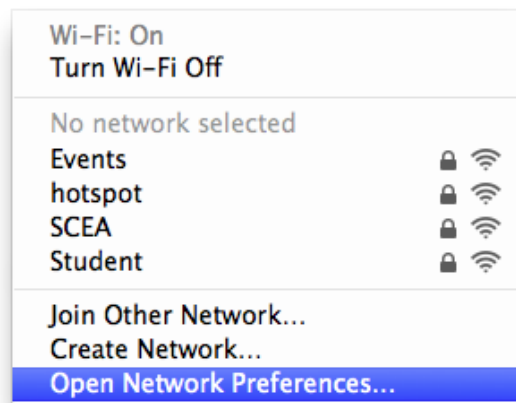 Wi-Fi: On
Turn Wi-Fi Off
No network selected
Events
hotspot
SCEA
Student
Join Other Network...
Create Network...
Open Network Preferences...